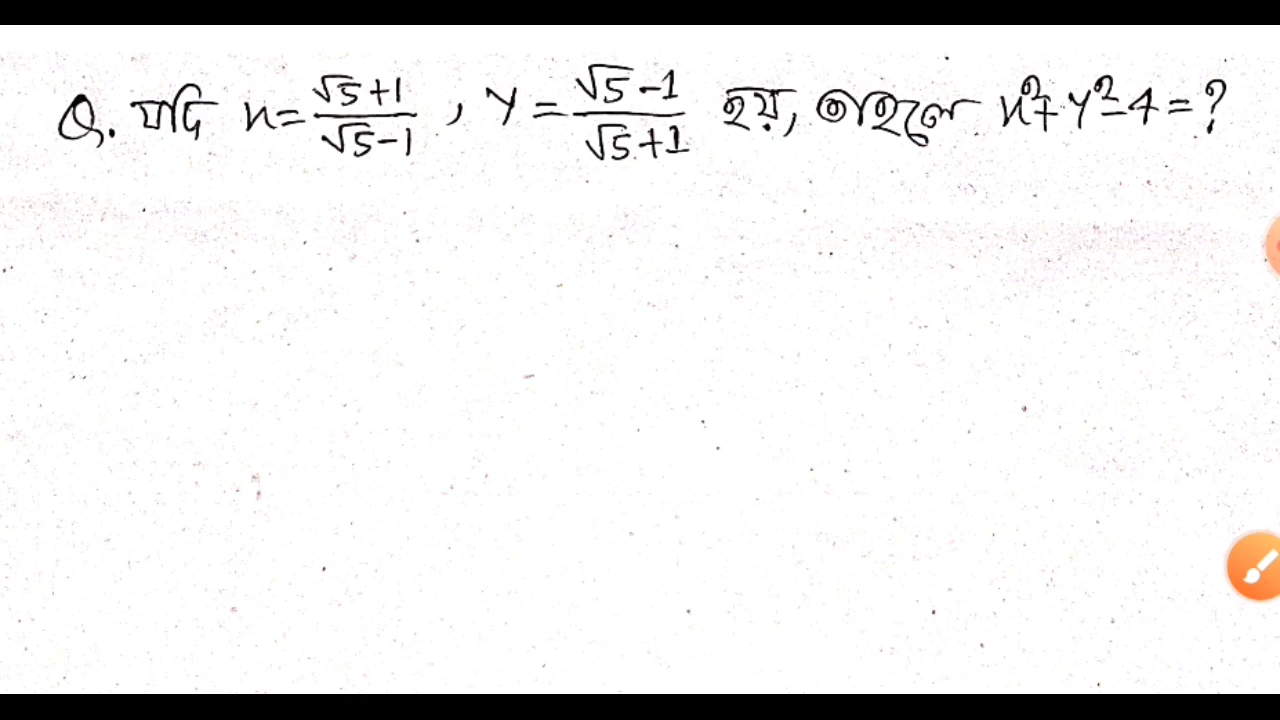 Q. যদি x = (√5+1)/(√5-1) , y = (√5-1)/(√5+1) হয়, তাহলে x²+y²-4=?